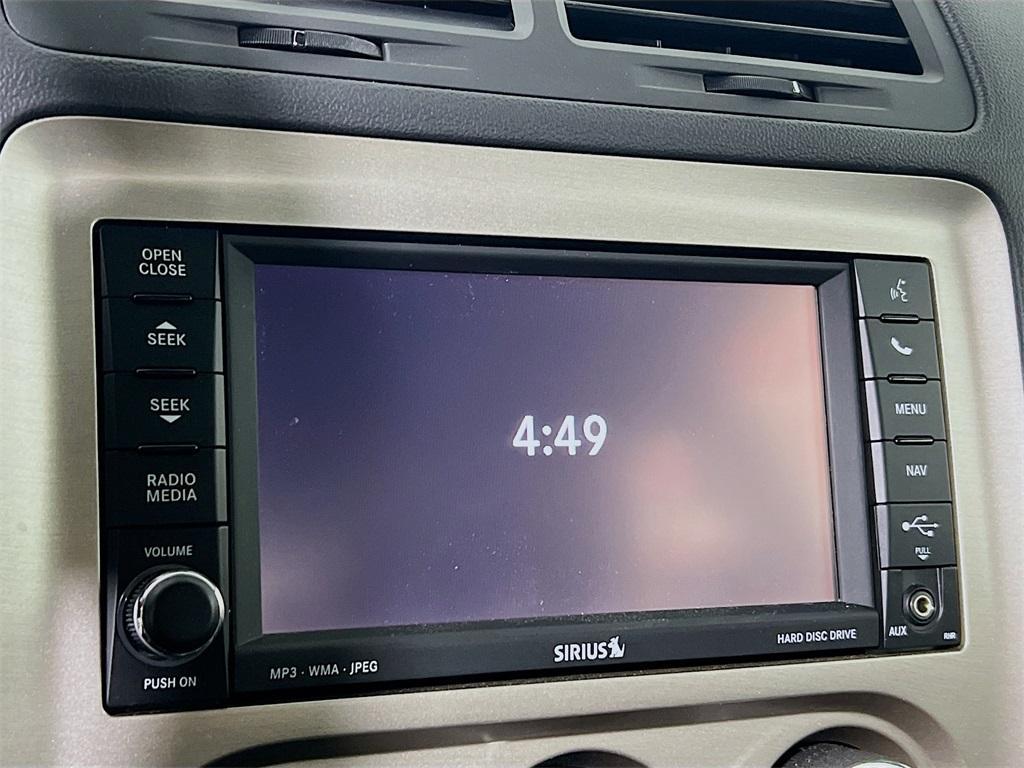 OPEN
CLOSE
SEEK
SEEK
RADIO
MEDIA
VOLUME
PUSH ON
4:49
MP3 · WMA · JPEG
SIRIUS
HARD DISC DRIVE
MENU
NAV
PULL
AUX
RHR